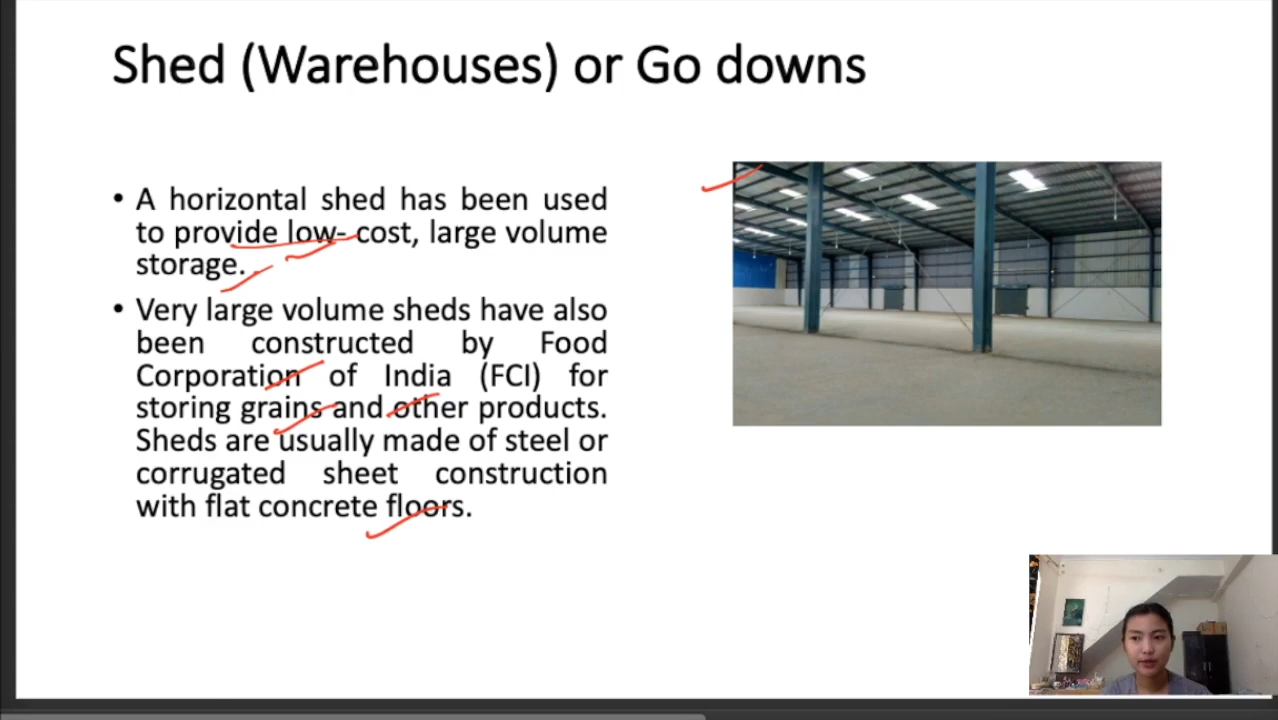 Shed (Warehouses) or Go downs
• A horizontal shed has been used
to provide low- cost, large volume
storage.
• Very large volume sheds have also
been constructed by Food
Corporation of India (FCI) for
storing grains and other products.
Sheds are usually made of steel or
corrugated sheet construction
with flat concrete floors.